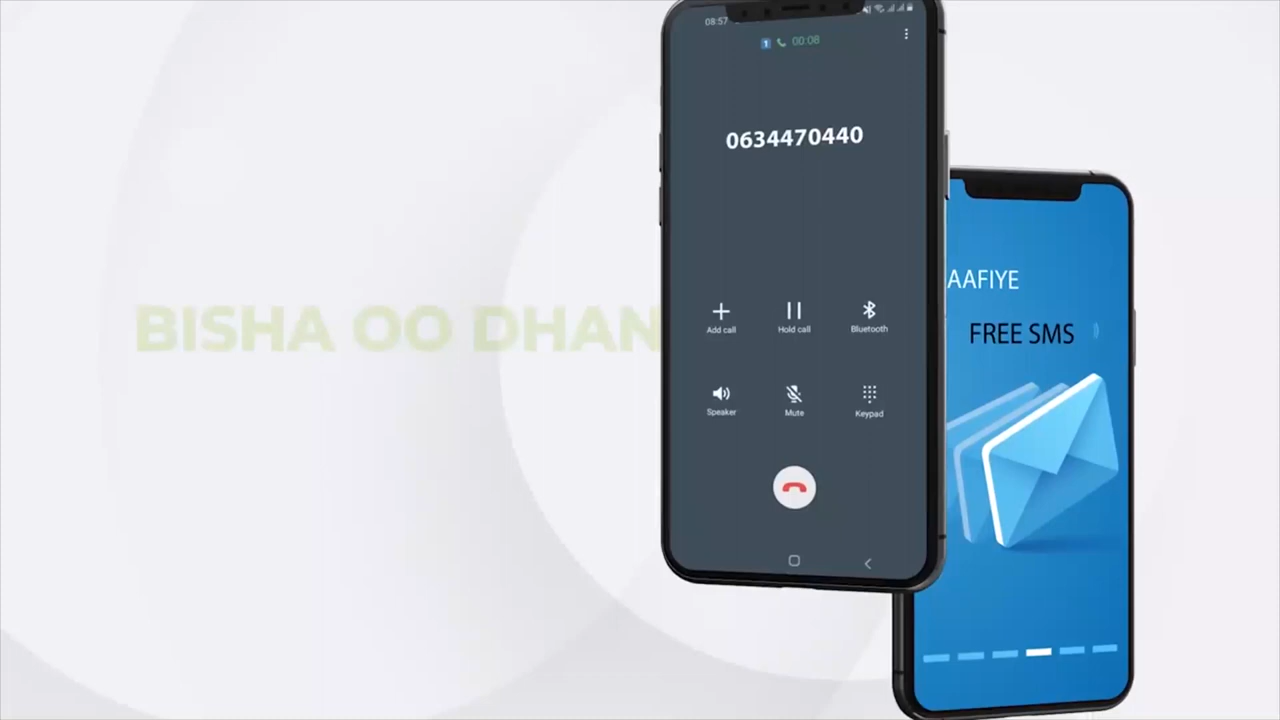 08:57
1 00:08
0634470440
Add call
Hold call
Bluetooth
Speaker
Mute
Keypad
BISHA OO DHAN
AAFIYE
FREE SMS